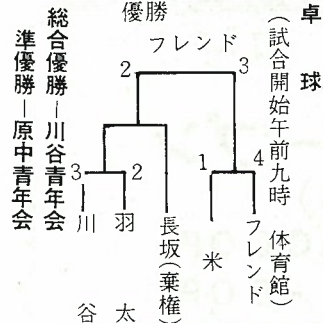 卓球
(試合開始午前九時 体育館)
優勝
フレンド
2 3
3 2 1 4
フレンド
米
長坂(棄権)
羽太
川谷
総合優勝―川谷青年会
準優勝―原中青年会